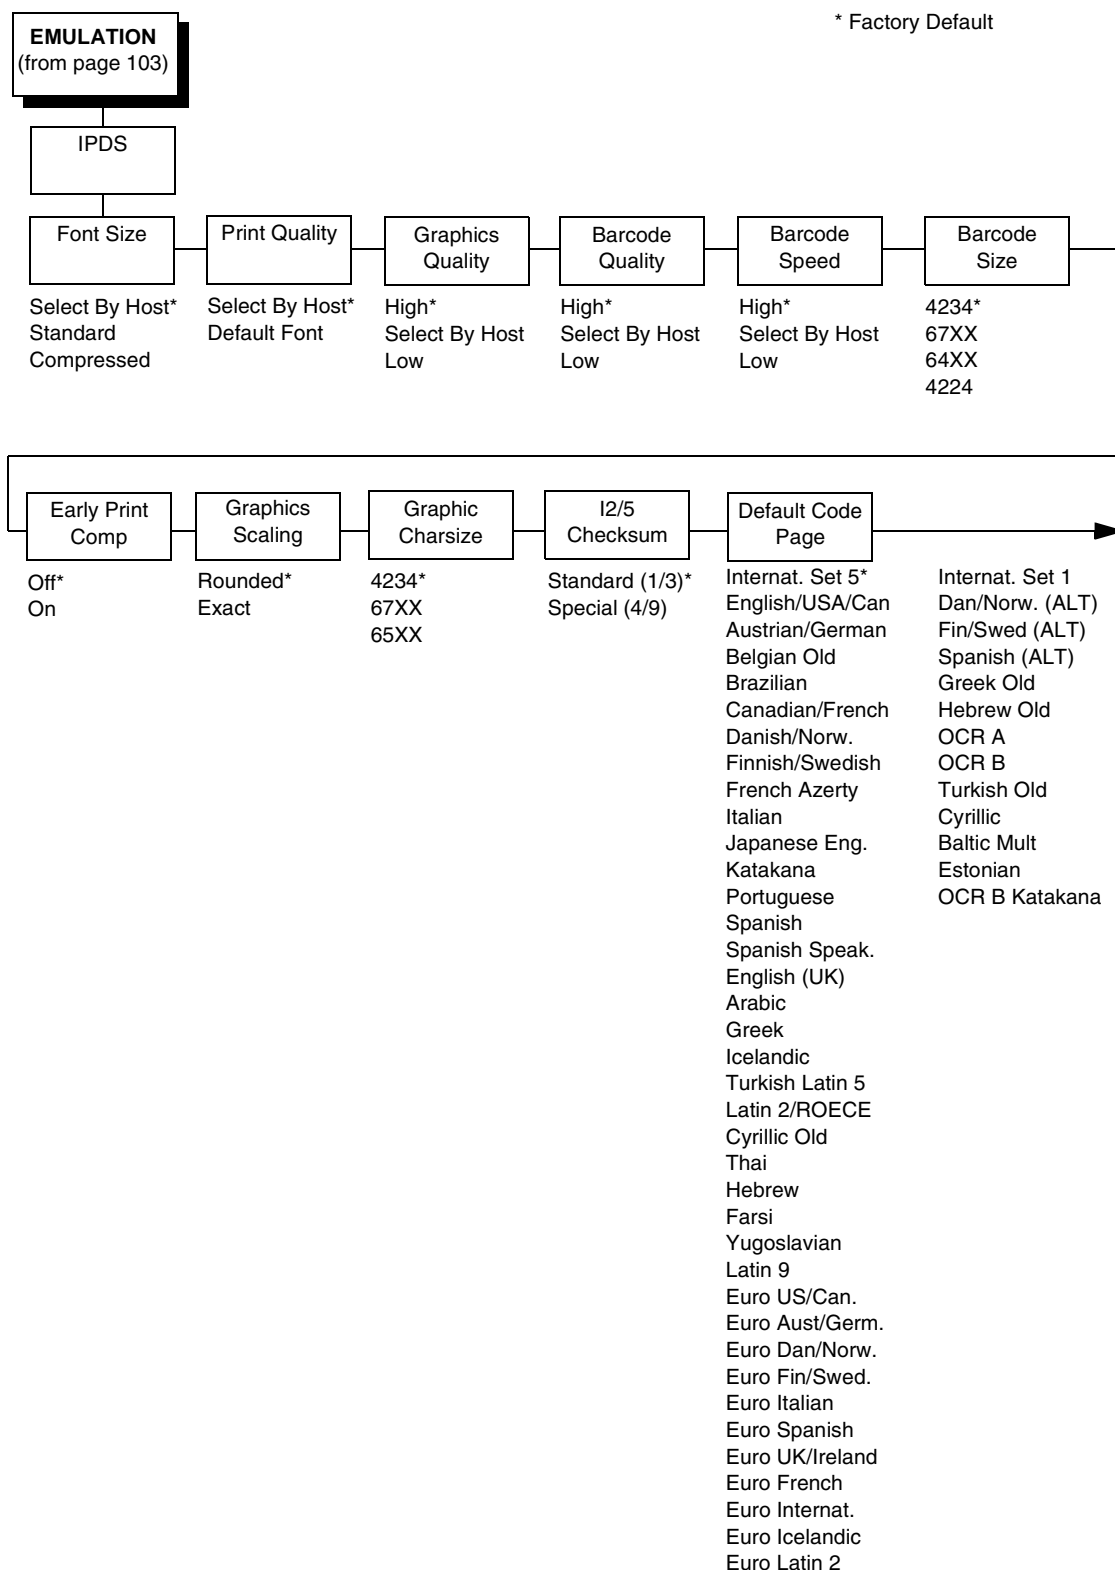 * Factory Default
EMULATION
(from page 103)
IPDS
Font Size
Select By Host*
Standard
Compressed
Print Quality
Select By Host*
Default Font
Graphics
Quality
High*
Select By Host
Low
Barcode
Quality
High*
Select By Host
Low
Barcode
Speed
High*
Select By Host
Low
Barcode
Size
4234*
67XX
64XX
4224
Early Print
Comp
Off*
On
Graphics
Scaling
Rounded*
Exact
Graphic
Charsize
4234*
67XX
65XX
I2/5
Checksum
Standard (1/3)*
Special (4/9)
Default Code
Page
Internat. Set 5*
English/USA/Can
Austrian/German
Belgian Old
Brazilian
Canadian/French
Danish/Norw.
Finnish/Swedish
French Azerty
Italian
Japanese Eng.
Katakana
Portuguese
Spanish
Spanish Speak.
English (UK)
Arabic
Greek
Icelandic
Turkish Latin 5
Latin 2/ROECE
Cyrillic Old
Thai
Hebrew
Farsi
Yugoslavian
Latin 9
Euro US/Can.
Euro Aust/Germ.
Euro Dan/Norw.
Euro Fin/Swed.
Euro Italian
Euro Spanish
Euro UK/Ireland
Euro French
Euro Internat.
Euro Icelandic
Euro Latin 2
Internat. Set 1
Dan/Norw. (ALT)
Fin/Swed (ALT)
Spanish (ALT)
Greek Old
Hebrew Old
OCR A
OCR B
Turkish Old
Cyrillic
Baltic Mult
Estonian
OCR B Katakana